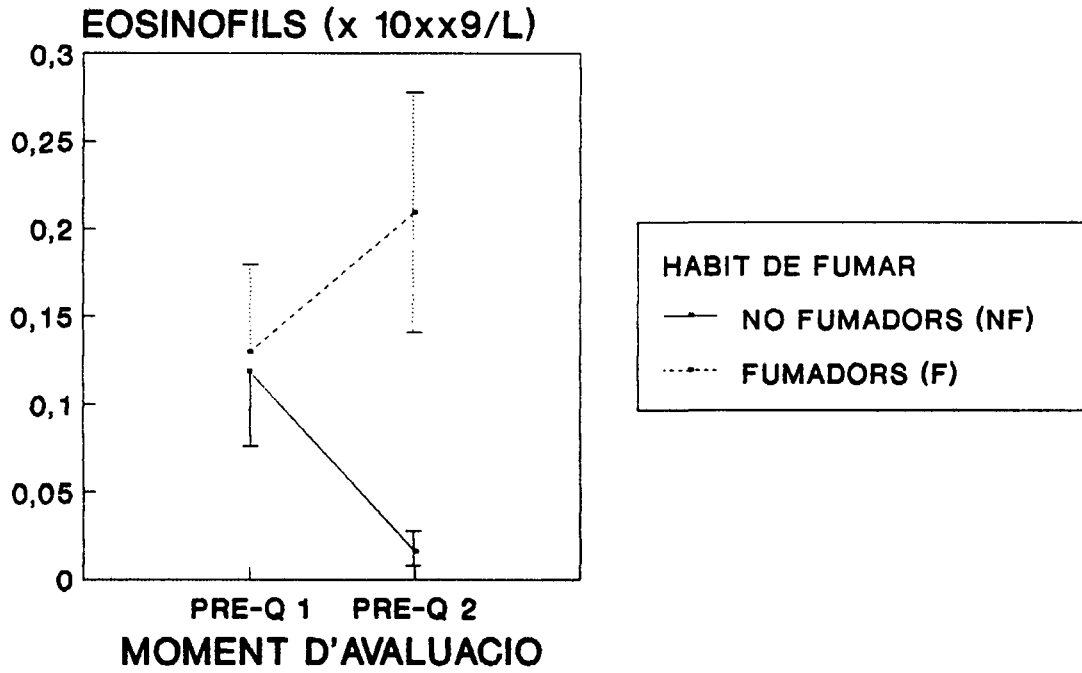 EOSINOFILS (x 10xx9/L)
0,3
0,25
0,2
0,15
0,1
0,05
0
PRE-Q 1 PRE-Q 2
MOMENT D'AVALUACIO
HABIT DE FUMAR
NO FUMADORS (NF)
FUMADORS (F)